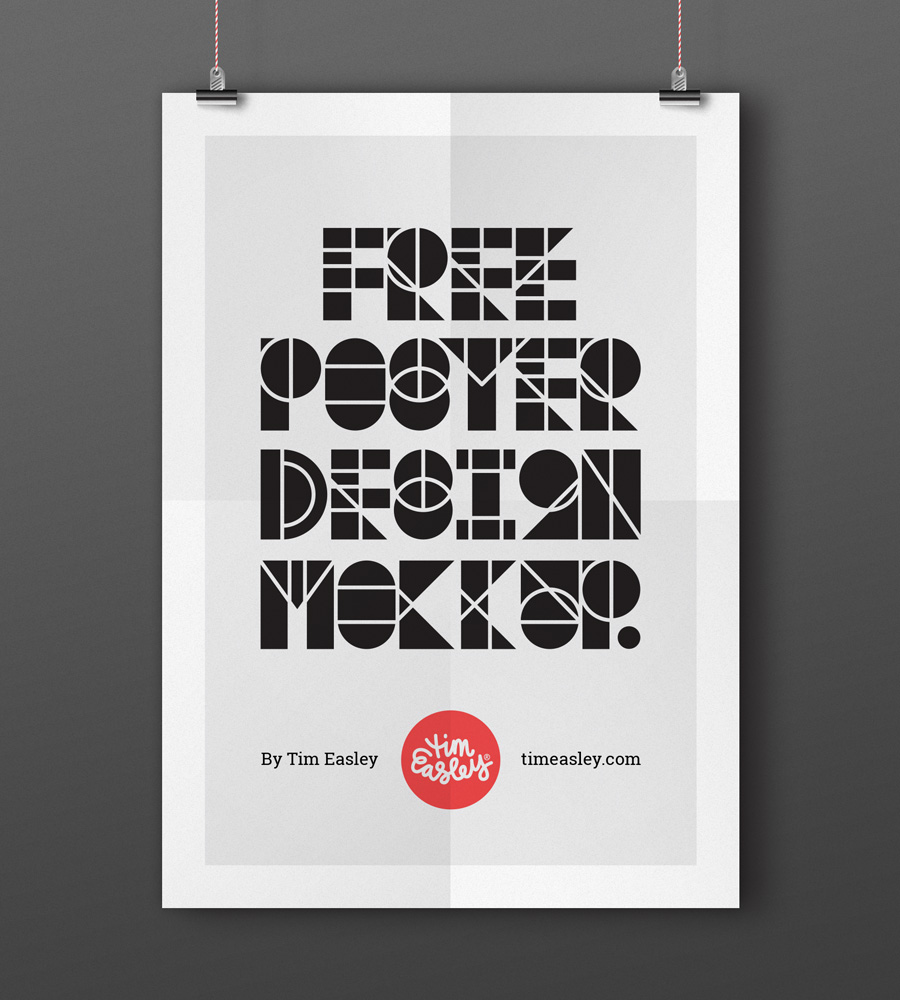 FREE
POSTER
DESIGN
MOCKUP.
By Tim Easley
Tim
Easley®
timeasley.com